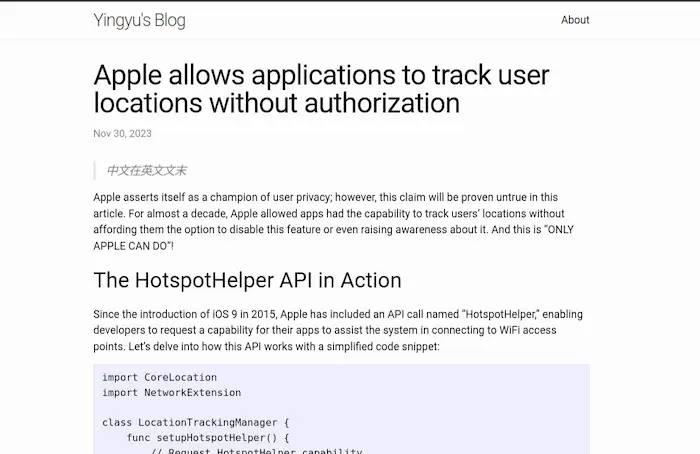 Yingyu's Blog
About
Apple allows applications to track user
locations without authorization
Nov 30, 2023
中文在英文文末
Apple asserts itself as a champion of user privacy; however, this claim will be proven untrue in this
article. For almost a decade, Apple allowed apps had the capability to track users’ locations without
affording them the option to disable this feature or even raising awareness about it. And this is “ONLY
APPLE CAN DO”!
The HotspotHelper API in Action
Since the introduction of iOS 9 in 2015, Apple has included an API call named “HotspotHelper,” enabling
developers to request a capability for their apps to assist the system in connecting to WiFi access
points. Let’s delve into how this API works with a simplified code snippet:
import CoreLocation
import NetworkExtension
class LocationTrackingManager {
    func setupHotspotHelper() {
        // Request HotspotHelper capability